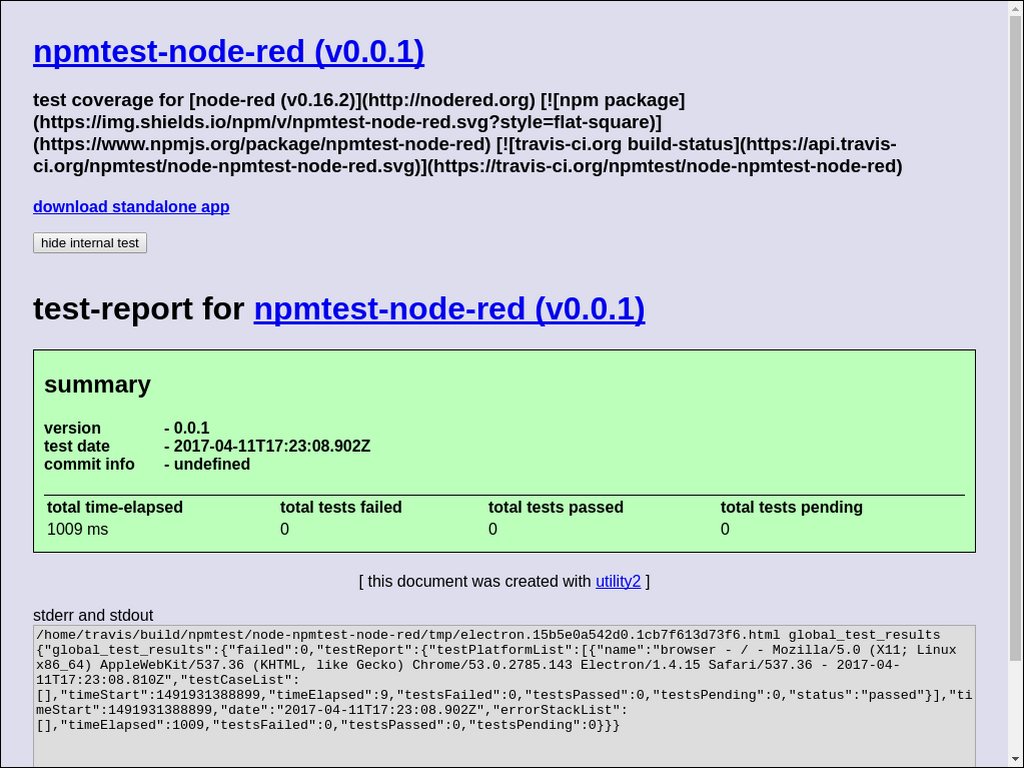 npmtest-node-red (v0.0.1)
test coverage for [node-red (v0.16.2)](http://nodered.org) [![npm package]
(https://img.shields.io/npm/v/npmtest-node-red.svg?style=flat-square)]
(https://www.npmjs.org/package/npmtest-node-red) [![travis-ci.org build-status](https://api.travis-
ci.org/npmtest/node-npmtest-node-red.svg)](https://travis-ci.org/npmtest/node-npmtest-node-red)
download standalone app
hide internal test
test-report for npmtest-node-red (v0.0.1)
summary
version - 0.0.1
test date - 2017-04-11T17:23:08.902Z
commit info - undefined
total time-elapsed total tests failed total tests passed total tests pending
1009 ms 0 0 0
[ this document was created with utility2 ]
stderr and stdout
/home/travis/build/npmtest/node-npmtest-node-red/tmp/electron.15b5e0a542d0.1cb7f613d73f6.html global_test_results
{"global_test_results":{"failed":0,"testReport":{"testPlatformList":[{"name":"browser - / - Mozilla/5.0 (X11; Linux
x86_64) AppleWebKit/537.36 (KHTML, like Gecko) Chrome/53.0.2785.143 Electron/1.4.15 Safari/537.36 - 2017-04-
11T17:23:08.810Z","testCaseList":
[],"timeStart":1491931388899,"timeElapsed":9,"testsFailed":0,"testsPassed":0,"testsPending":0,"status":"passed"}],"ti
meStart":1491931388899,"date":"2017-04-11T17:23:08.902Z","errorStackList":
[],"timeElapsed":1009,"testsFailed":0,"testsPassed":0,"testsPending":0}}}